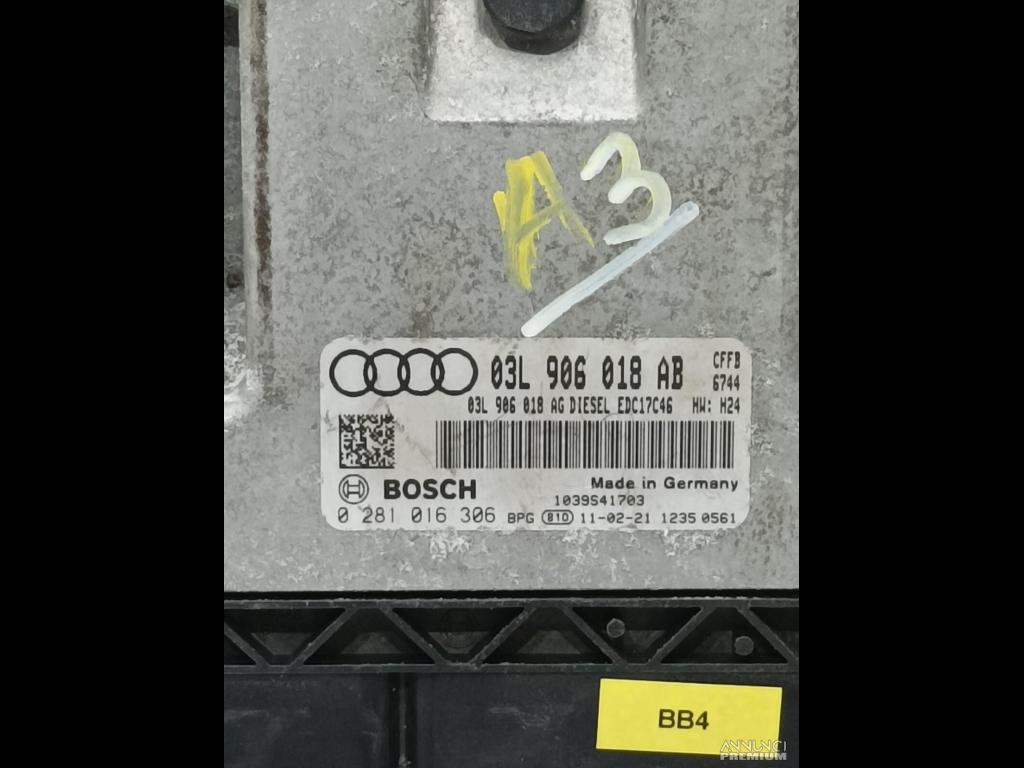 A3
03L 906 018 AB CFFB
6744
03L 906 018 AG DIESEL EDC17C46 HW: H24
BOSCH
Made in Germany
1039S41703
0 281 016 306 BPG 810 11-02-21 1235 0561
BB4
ANNUNCI
PREMIUM